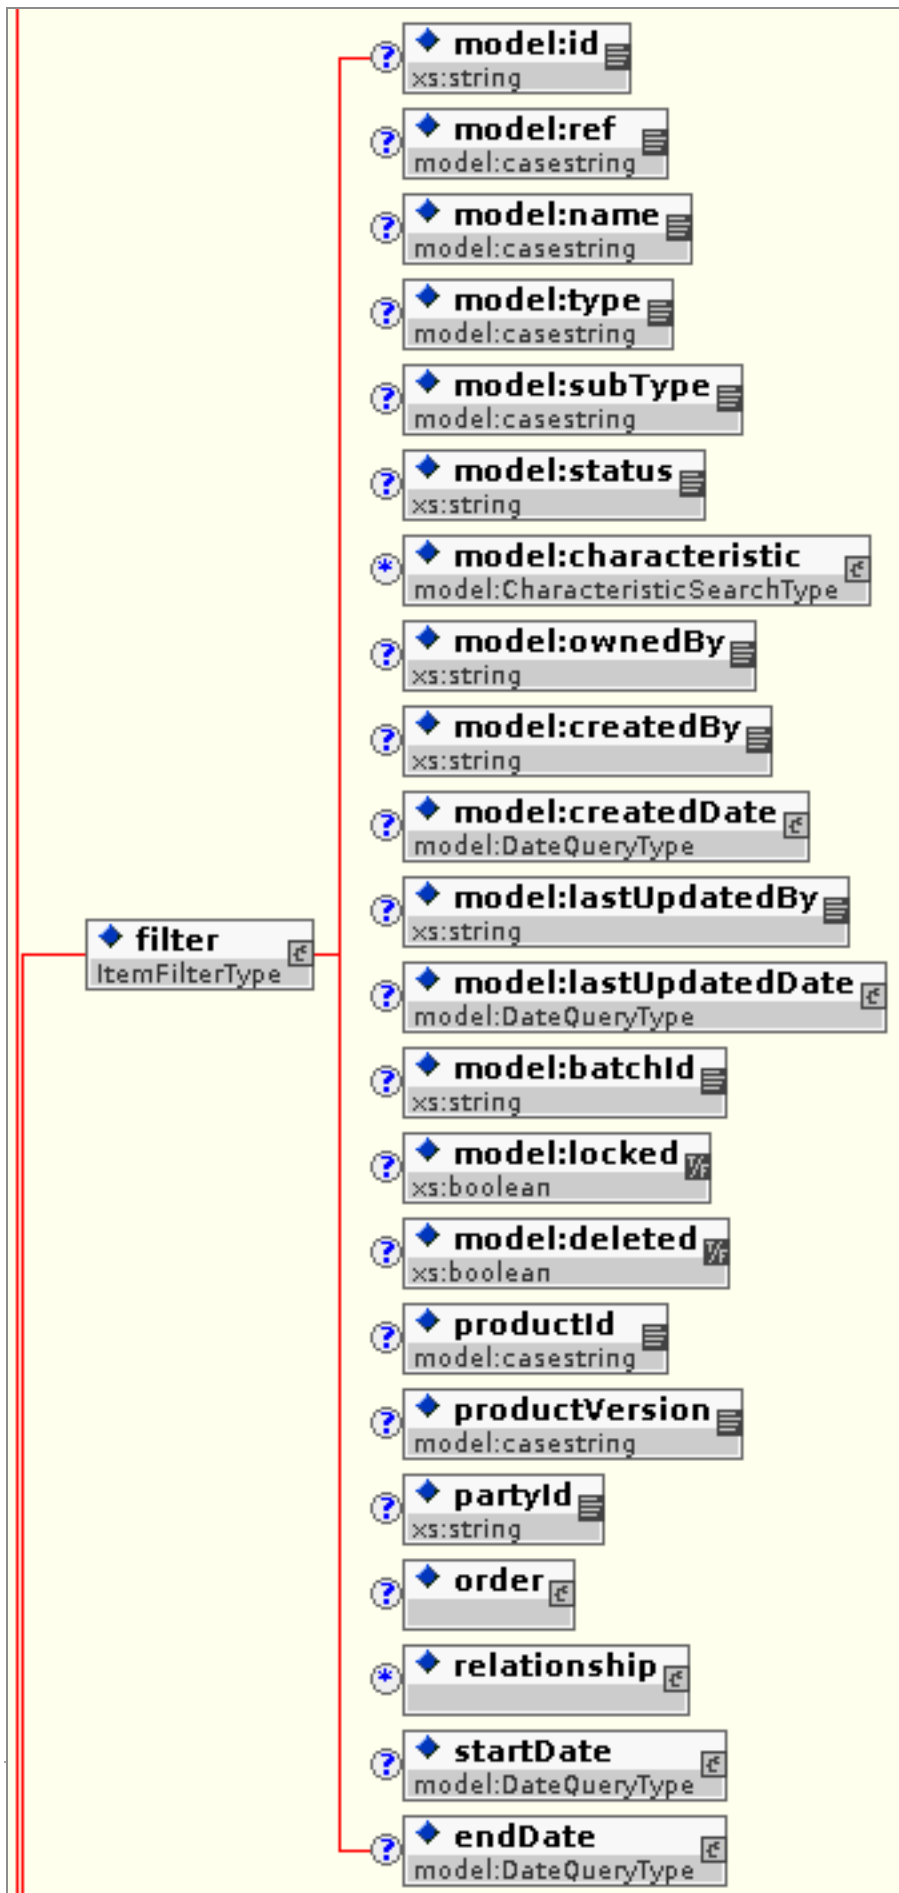 ? model:id
xs:string
? model:ref
model:casestring
? model:name
model:casestring
? model:type
model:casestring
? model:subType
model:casestring
? model:status
xs:string
* model:characteristic
model:CharacteristicSearchType
? model:ownedBy
xs:string
? model:createdBy
xs:string
? model:createdDate
model:DateQueryType
? model:lastUpdatedBy
xs:string
filter
ItemFilterType
? model:lastUpdatedDate
model:DateQueryType
? model:batchId
xs:string
? model:locked T/F
xs:boolean
? model:deleted T/F
xs:boolean
? productId
model:casestring
? productVersion
model:casestring
? partyId
xs:string
? order
* relationship
? startDate
model:DateQueryType
? endDate
model:DateQueryType